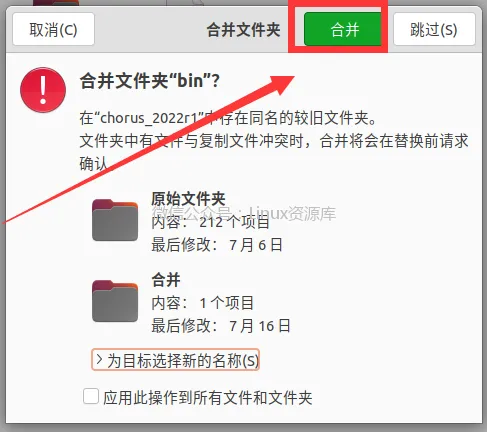 取消(C)
合并文件夹
合并
跳过(S)
合并文件夹“bin”?
在“chorus_2022r1”中存在同名的较旧文件夹。
文件夹中有文件与复制文件冲突时，合并将会在替换前请求
确认。
原始文件夹
微信公众号：Linux资源库
内容： 212 个项目
最后修改： 7 月 6 日
合并
内容： 1 个项目
最后修改： 7 月 16 日
为目标选择新的名称(S)
应用此操作到所有文件和文件夹